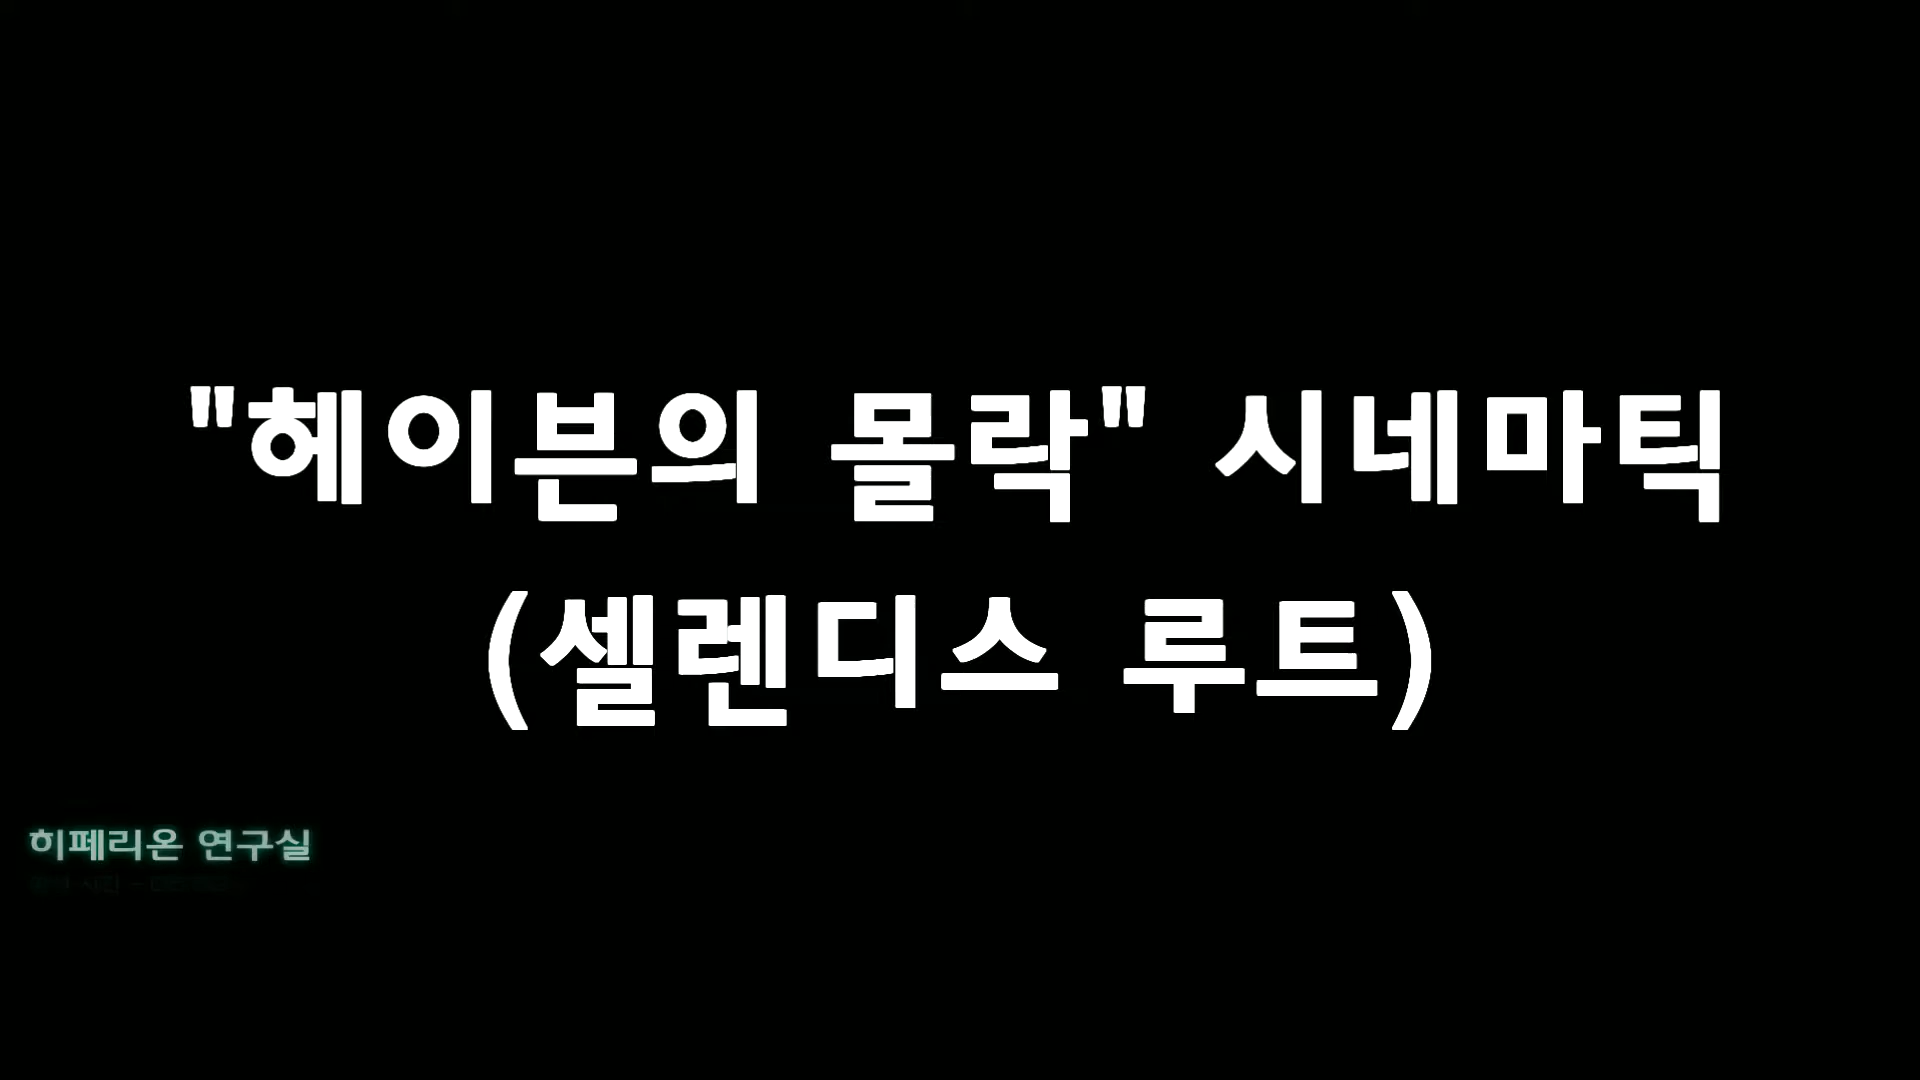 "헤이븐의 몰락" 시네마틱
(셀렌디스 루트)
히페리온 연구실